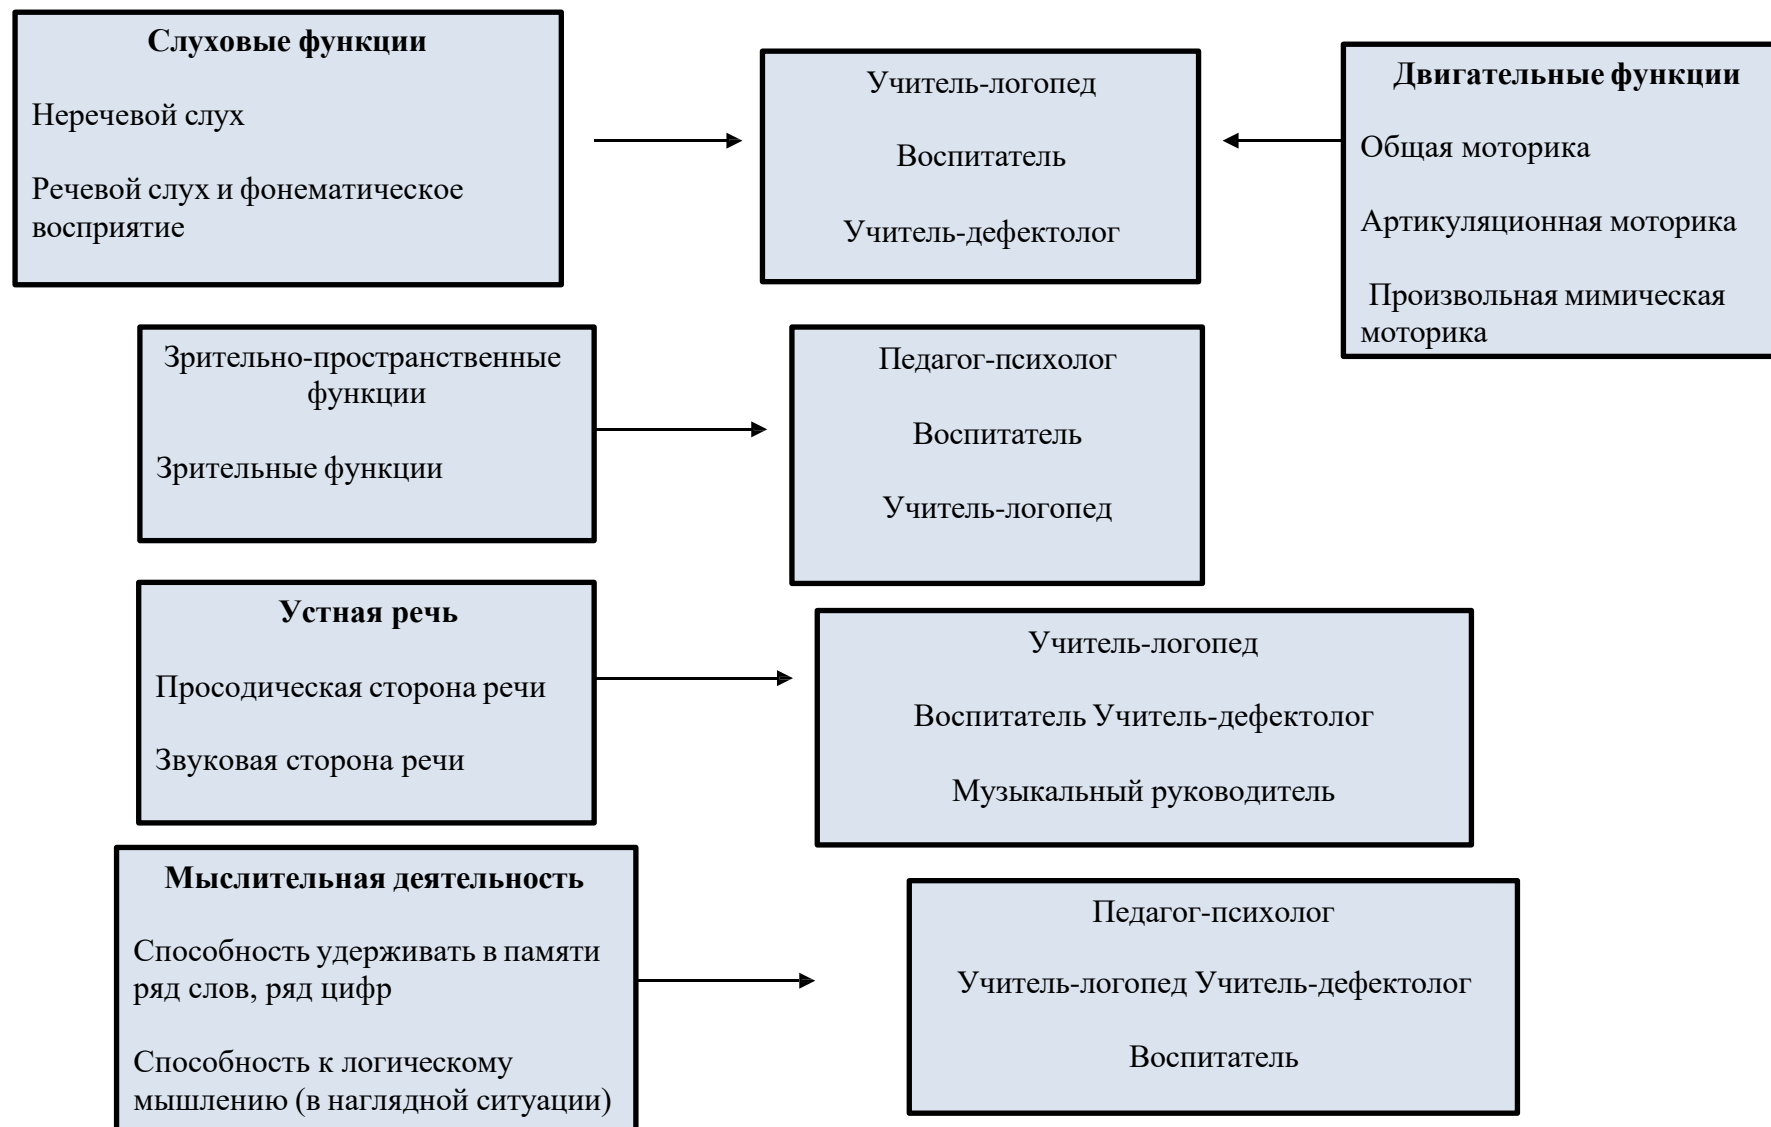 Слуховые функции
Неречевой слух
Речевой слух и фонематическое
восприятие
Учитель-логопед
Воспитатель
Учитель-дефектолог
Двигательные функции
Общая моторика
Артикуляционная моторика
Произвольная мимическая
моторика
Зрительно-пространственные
функции
Зрительные функции
Педагог-психолог
Воспитатель
Учитель-логопед
Устная речь
Просодическая сторона речи
Звуковая сторона речи
Учитель-логопед
Воспитатель Учитель-дефектолог
Музыкальный руководитель
Мыслительная деятельность
Способность удерживать в памяти
ряд слов, ряд цифр
Способность к логическому
мышлению (в наглядной ситуации)
Педагог-психолог
Учитель-логопед Учитель-дефектолог
Воспитатель